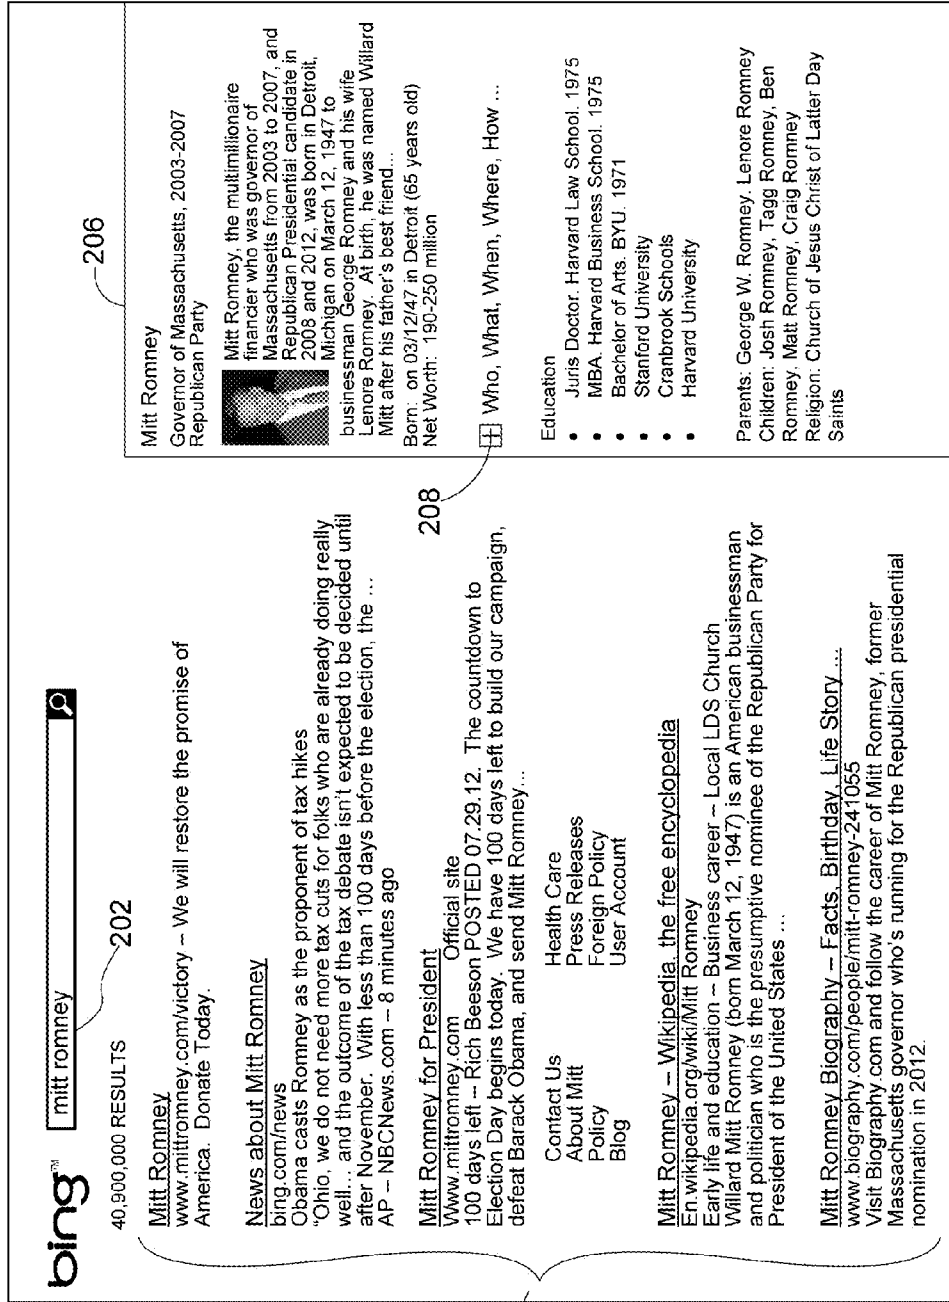 bing™
mitt romney
202
40,900,000 RESULTS
Mitt Romney
www.mittromney.com/victory -- We will restore the promise of
America. Donate Today.
News about Mitt Romney
bing.com/news
Obama casts Romney as the proponent of tax hikes
"Ohio, we do not need more tax cuts for folks who are already doing really
well... and the outcome of the tax debate isn't expected to be decided until
after November. With less than 100 days before the election, the ...
AP -- NBCNews.com -- 8 minutes ago
Mitt Romney for President
Www.mittromney.com Official site
100 days left -- Rich Beeson POSTED 07.29.12. The countdown to
Election Day begins today. We have 100 days left to build our campaign,
defeat Barack Obama, and send Mitt Romney...
Contact Us Health Care
About Mitt Press Releases
Policy Foreign Policy
Blog User Account
Mitt Romney -- Wikipedia, the free encyclopedia
En.wikipedia.org/wiki/Mitt Romney
Early life and education -- Business career -- Local LDS Church
Willard Mitt Romney (born March 12, 1947) is an American businessman
and politician who is the presumptive nominee of the Republican Party for
President of the United States ...
Mitt Romney Biography -- Facts, Birthday, Life Story ...
www.biography.com/people/mitt-romney-241055
Visit Biography.com and follow the career of Mitt Romney, former
Massachusetts governor who's running for the Republican presidential
nomination in 2012.
206
Mitt Romney
Governor of Massachusetts, 2003-2007
Republican Party
Mitt Romney, the multimillionaire
financier who was governor of
Massachusetts from 2003 to 2007, and
Republican Presidential candidate in
2008 and 2012, was born in Detroit,
Michigan on March 12, 1947 to
businessman George Romney and his wife
Lenore Romney. At birth, he was named Willard
Mitt after his father's best friend...
Born: on 03/12/47 in Detroit (65 years old)
Net Worth: 190-250 million
208
Who, What, When, Where, How ...
Education
• Juris Doctor. Harvard Law School. 1975
• MBA. Harvard Business School. 1975
• Bachelor of Arts. BYU. 1971
• Stanford University
• Cranbrook Schools
• Harvard University
Parents: George W. Romney, Lenore Romney
Children: Josh Romney, Tagg Romney, Ben
Romney, Matt Romney, Craig Romney
Religion: Church of Jesus Christ of Latter Day
Saints